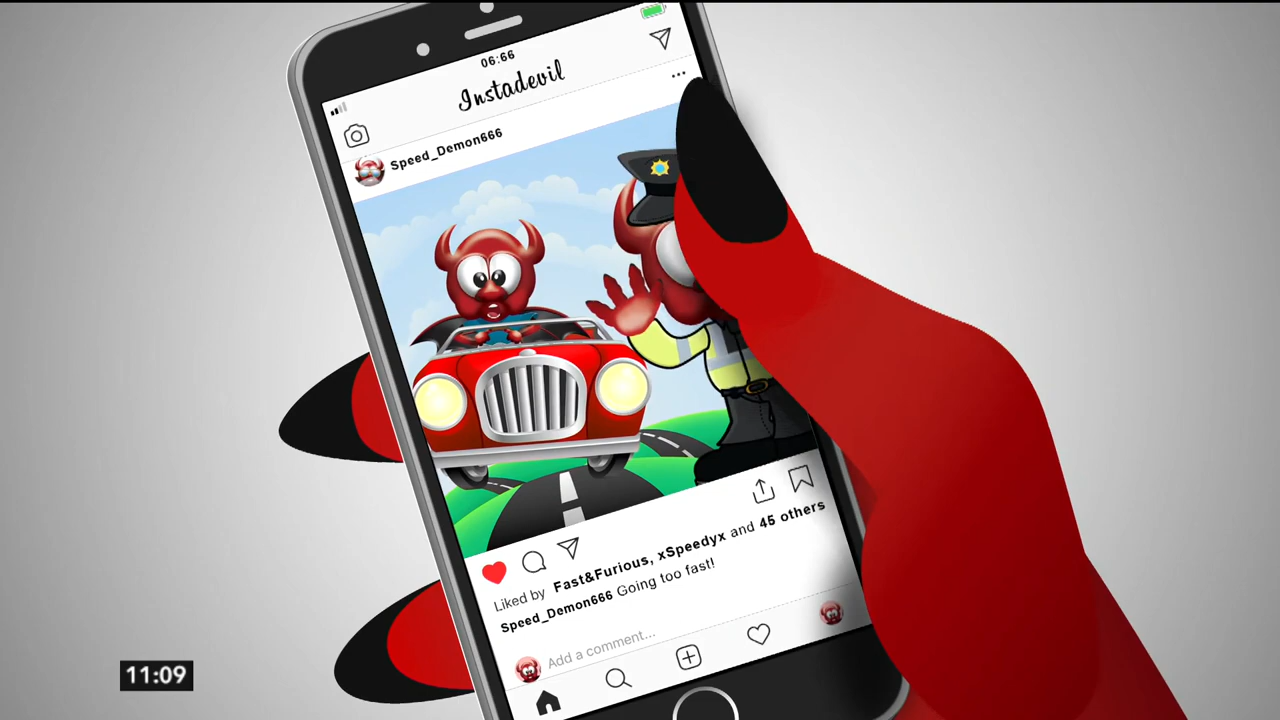 06:66
Instadevil
Speed_Demon666
Liked by Fast&Furious, xSpeedyx and 45 others
Speed_Demon666 Going too fast!
Add a comment...
11:09